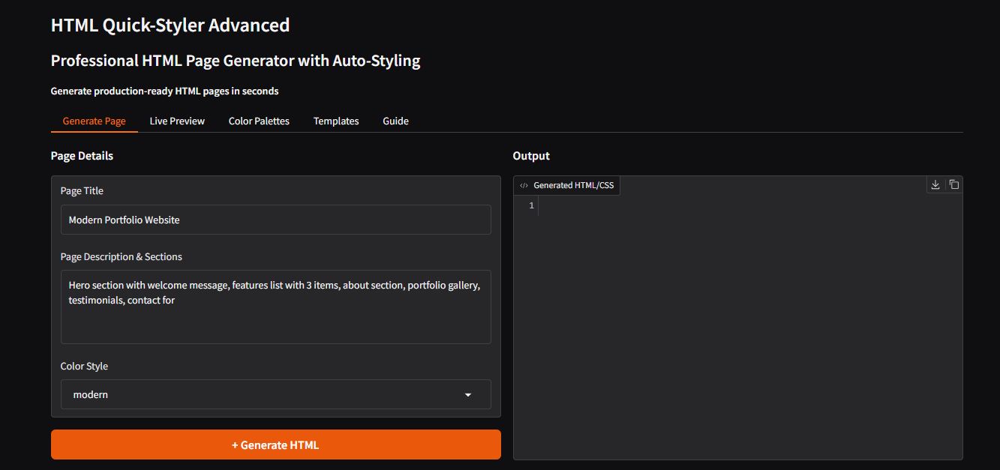 HTML Quick-Styler Advanced
Professional HTML Page Generator with Auto-Styling
Generate production-ready HTML pages in seconds
Generate Page Live Preview Color Palettes Templates Guide
Page Details
Page Title
Modern Portfolio Website
Page Description & Sections
Hero section with welcome message, features list with 3 items, about section, portfolio gallery,
testimonials, contact for
Color Style
modern
+ Generate HTML
Output
</> Generated HTML/CSS
1